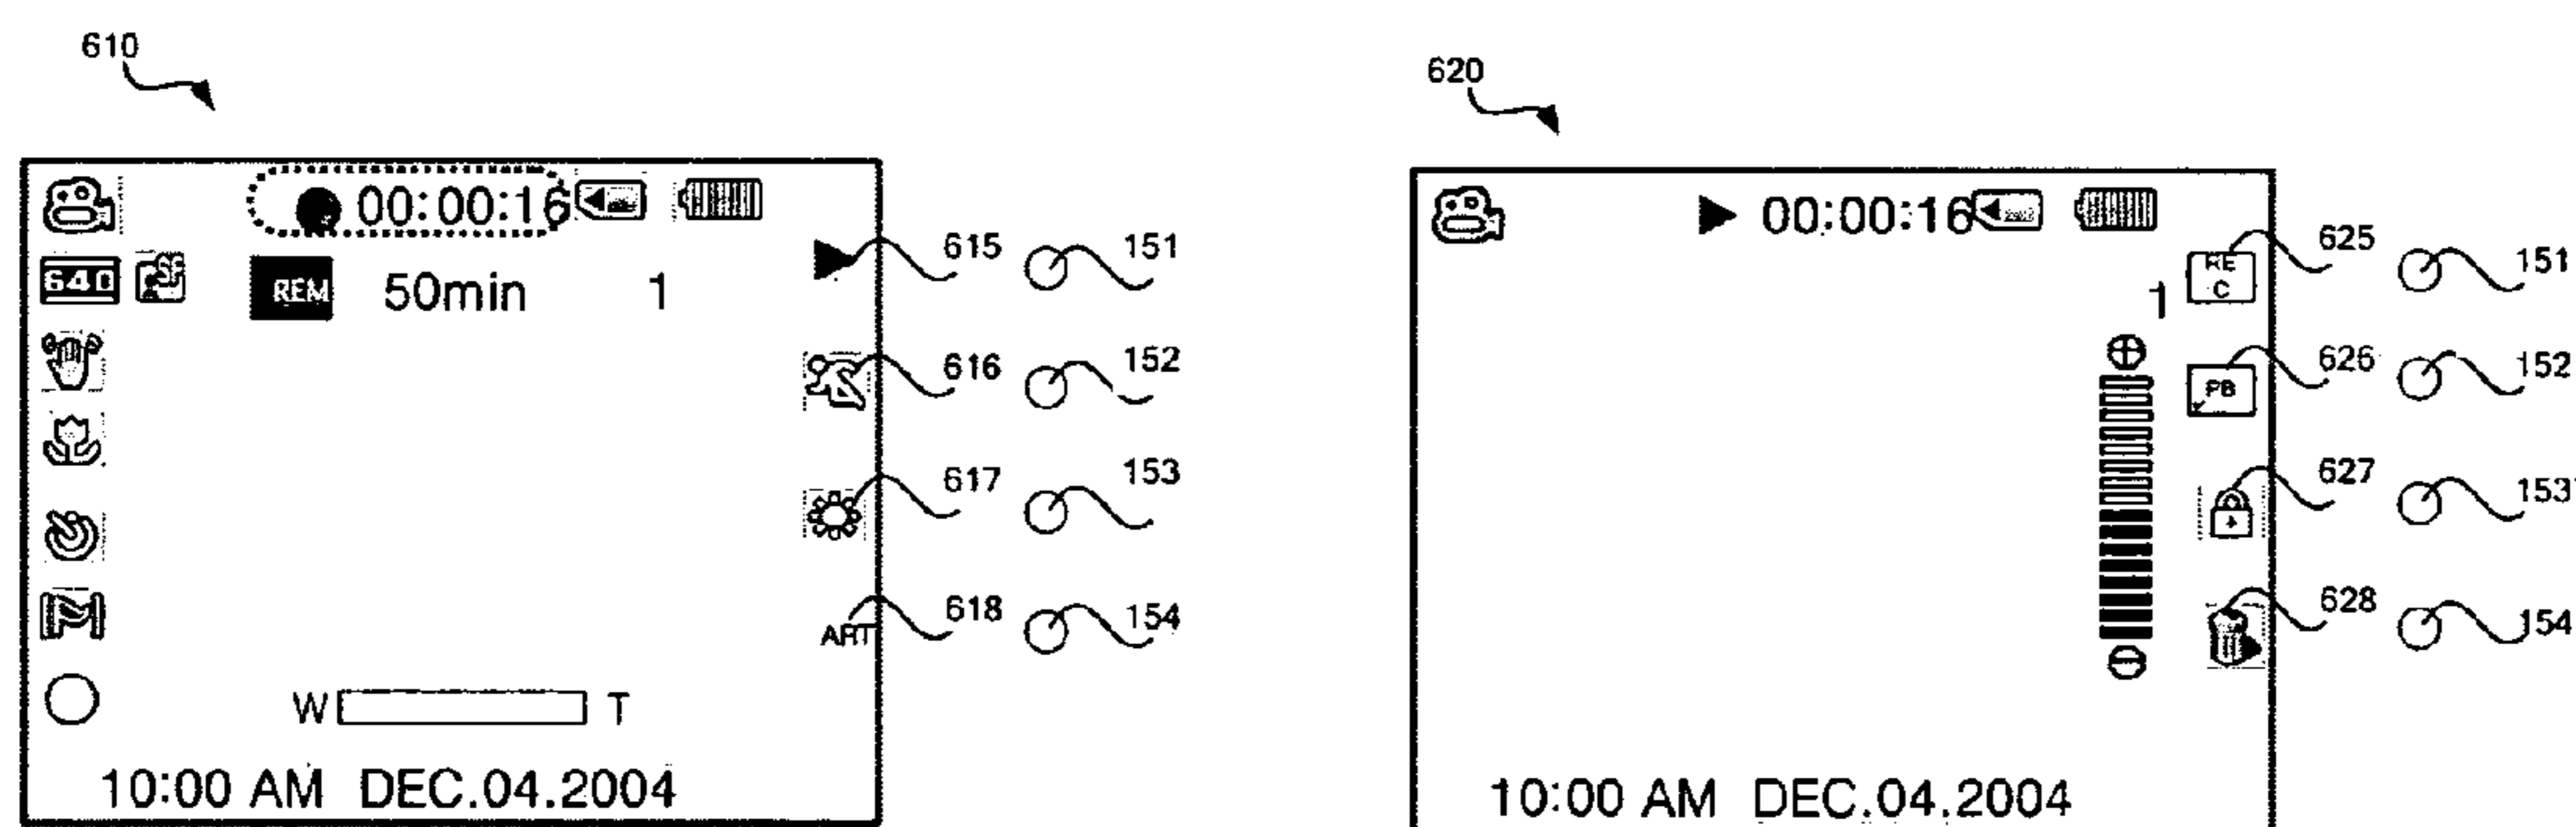 610
00:00:16
640 SF REM 50min 1
615 151
616 152
617 153
ART 618 154
W T
10:00 AM DEC.04.2004
620
00:00:16
1 RE C 625 151
PB 626 152
627 153
628 154
10:00 AM DEC.04.2004